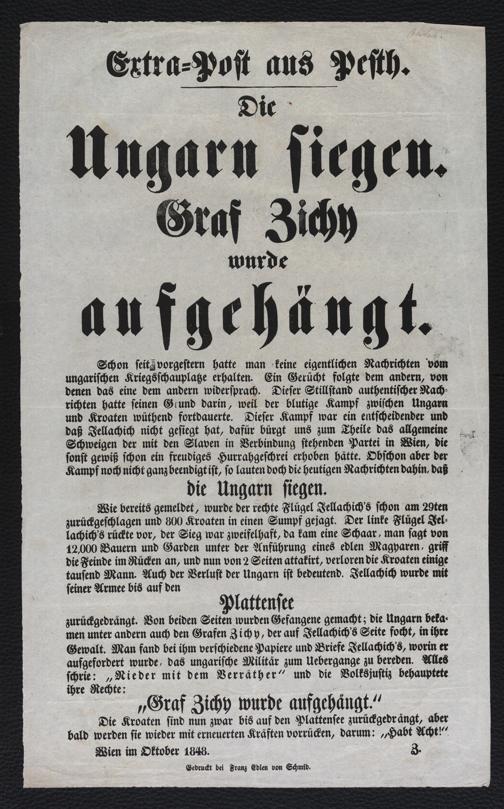 Extra-Post aus Pesth.
Die
Ungarn siegen.
Graf Zichy
wurde
aufgehängt.
Schon seit vorgestern hatte man keine eigentlichen Nachrichten vom
ungarischen Kriegsschauplatze erhalten. Ein Gerücht folgte dem andern, von
denen das eine dem andern widersprach. Dieser Stillstand authentischer Nach-
richten hatte seinen Grund darin, weil der blutige Kampf zwischen Ungarn
und Kroaten wüthend fortdauerte. Dieser Kampf war ein entscheidender und
daß Jellachich nicht gesiegt hat, dafür bürgt uns zum Theile das allgemeine
Schweigen der mit den Slaven in Verbindung stehenden Partei in Wien, die
sonst gewiß schon ein freudiges Hurrahgeschrei erhoben hätte. Obschon aber der
Kampf noch nicht ganz beendigt ist, so lauten doch die heutigen Nachrichten dahin, daß
die Ungarn siegen.
Wie bereits gemeldet, wurde der rechte Flügel Jellachich's schon am 29ten
zurückgeschlagen und 800 Kroaten in einen Sumpf gejagt. Der linke Flügel Jel-
lachich's rückte vor, der Sieg war zweifelhaft, da kam eine Schaar, man sagt von
12,000 Bauern und Garden unter der Anführung eines edlen Magyaren, griff
die Feinde im Rücken an, und nun von 2 Seiten attakirt, verloren die Kroaten einige
tausend Mann. Auch der Verlust der Ungarn ist bedeutend. Jellachich wurde mit
seiner Armee bis auf den
Plattensee
zurückgedrängt. Von beiden Seiten wurden Gefangene gemacht; die Ungarn beka-
men unter andern auch den Grafen Zichy, der auf Jellachich's Seite focht, in ihre
Gewalt. Man fand bei ihm verschiedene Papiere und Briefe Jellachich's, worin er
aufgefordert wurde, das ungarische Militär zum Uebergange zu bereden. Alles
schrie: „Nieder mit dem Verräther" und die Volksjustiz behauptete
ihre Rechte:
„Graf Zichy wurde aufgehängt."
Die Kroaten sind nun zwar bis auf den Plattensee zurückgedrängt, aber
bald werden sie wieder mit erneuerten Kräften vorrücken, darum: „Habt Acht!"
Wien im Oktober 1848. Z.
Gedruckt bei Franz Edlen von Schmid.